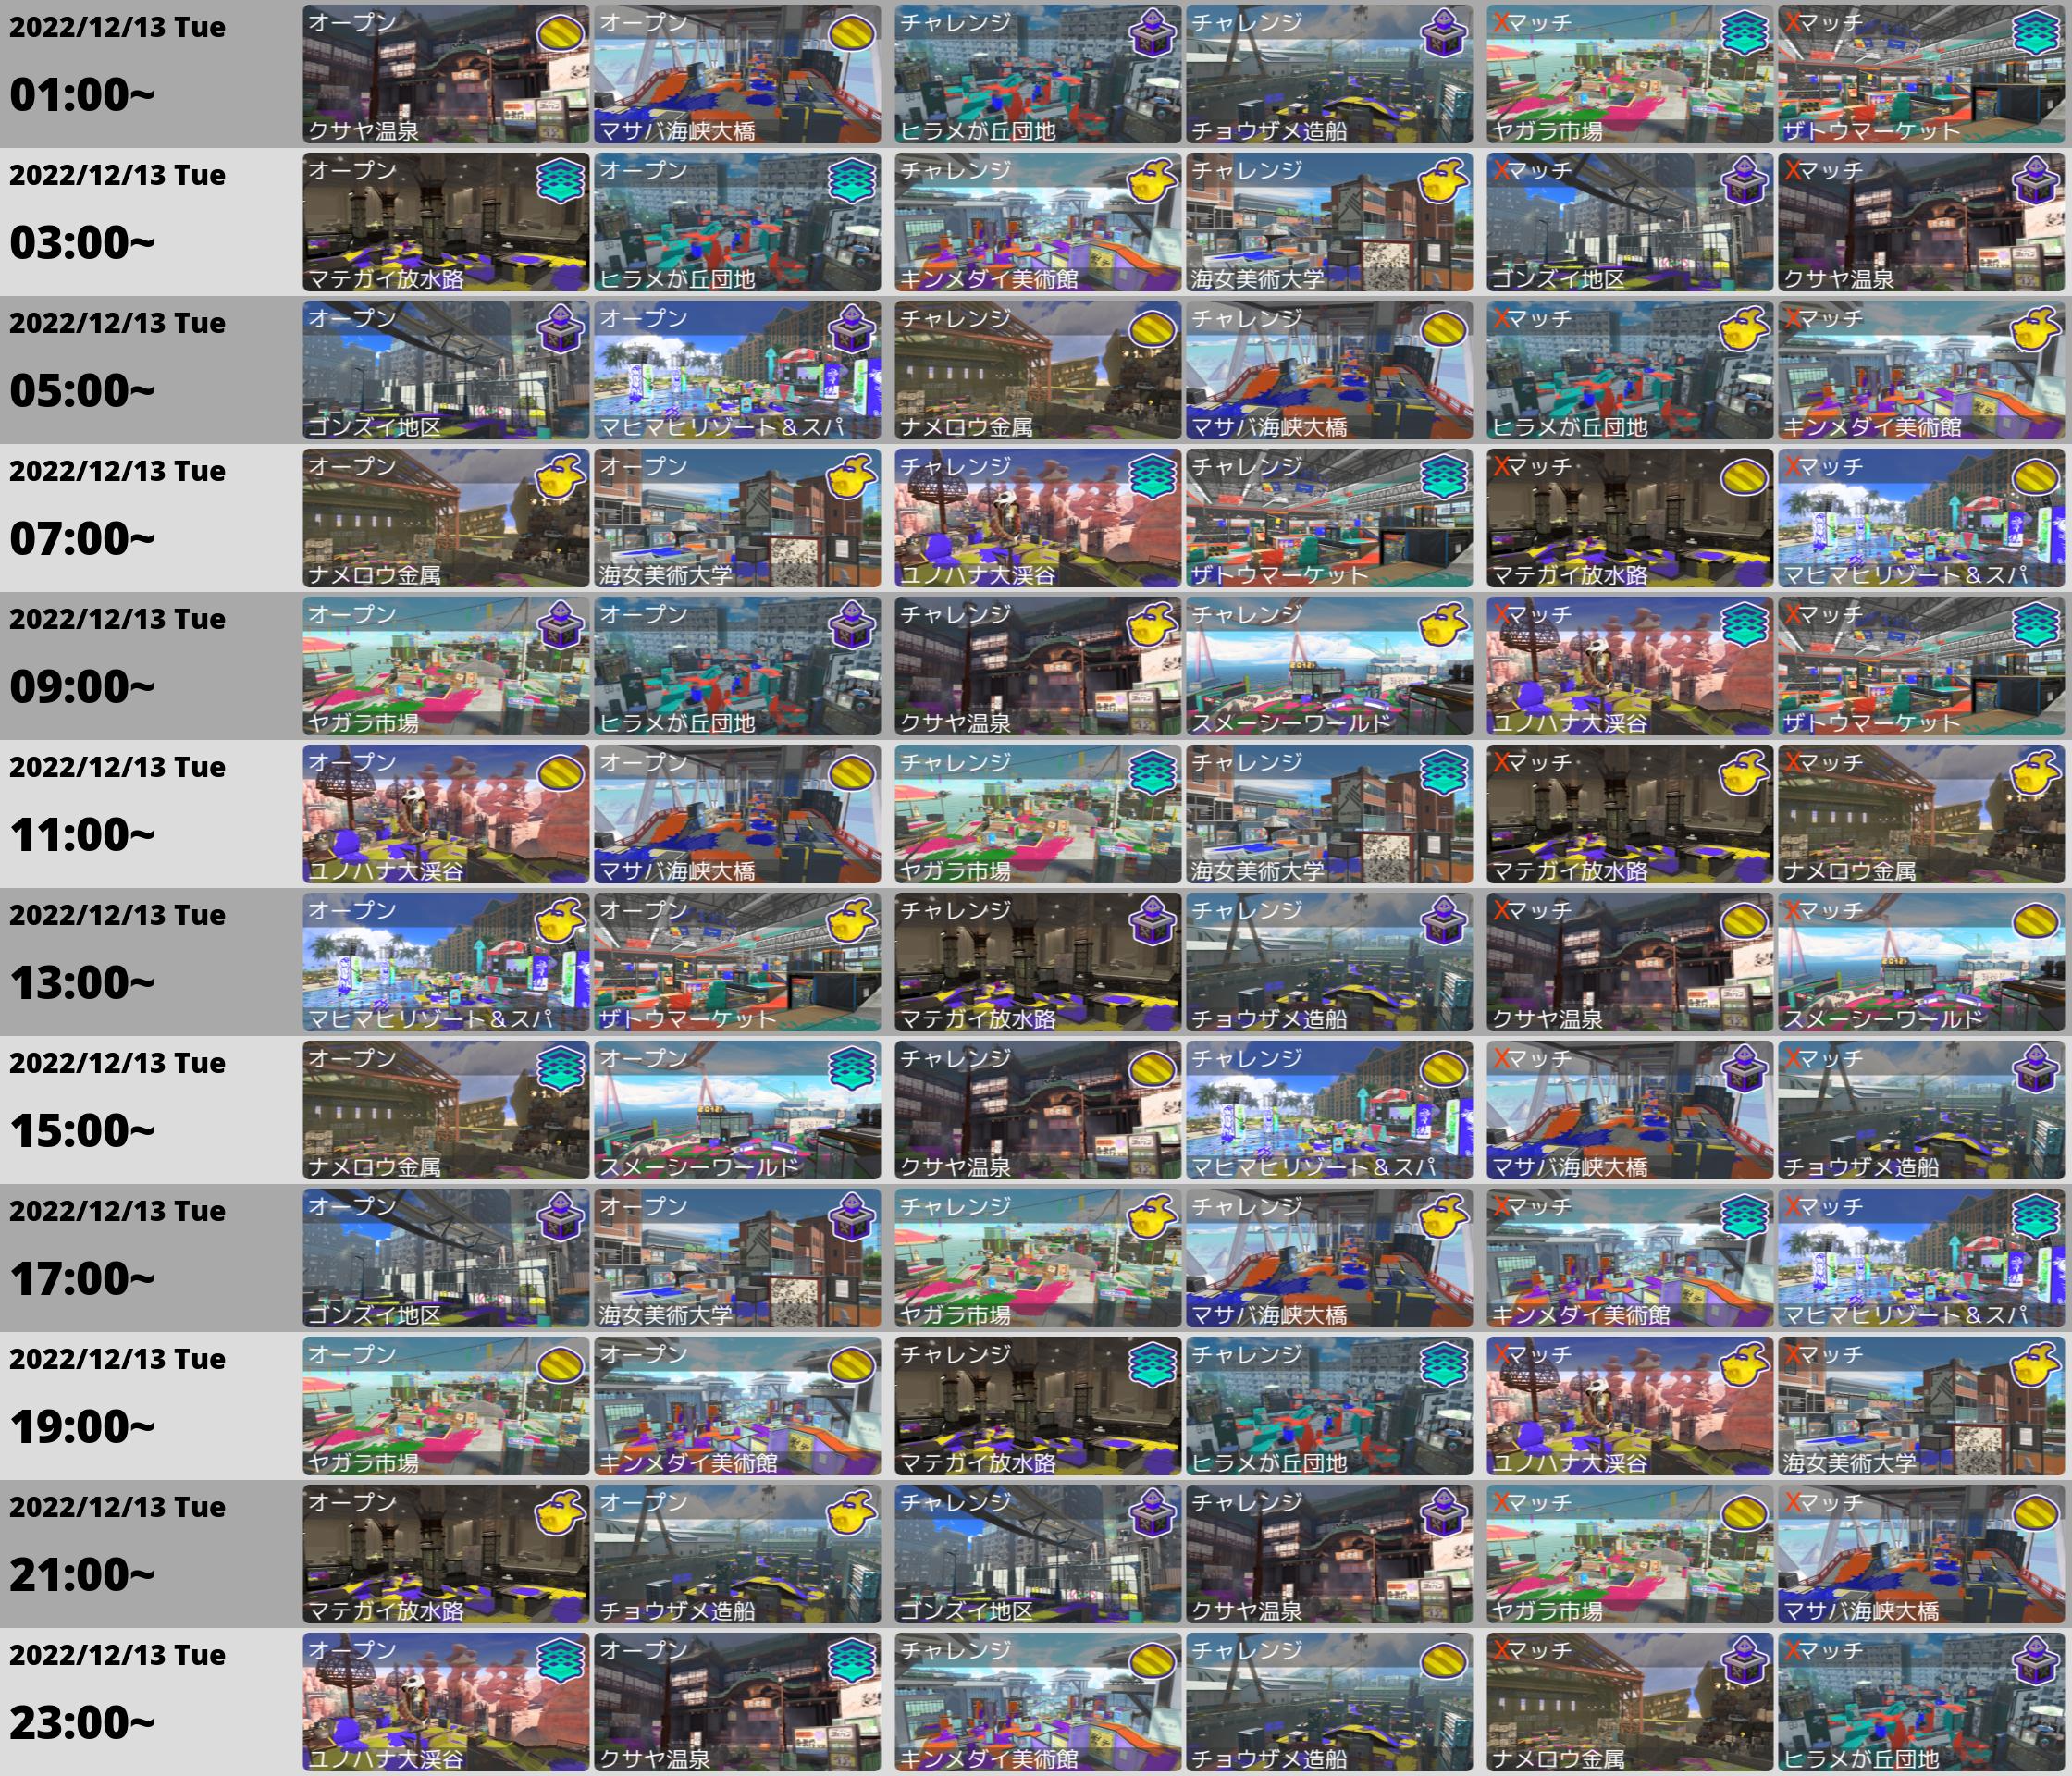 2022/12/13 Tue
01:00~
オープン オープン チャレンジ チャレンジ Xマッチ Xマッチ
クサヤ温泉 マサバ海峡大橋 ヒラメが丘団地 チョウザメ造船 ヤガラ市場 ザトウマーケット
2022/12/13 Tue
03:00~
オープン オープン チャレンジ チャレンジ Xマッチ Xマッチ
マテガイ放水路 ヒラメが丘団地 キンメダイ美術館 海女美術大学 ゴンズイ地区 クサヤ温泉
2022/12/13 Tue
05:00~
オープン オープン チャレンジ チャレンジ Xマッチ Xマッチ
ゴンズイ地区 マヒマヒリゾート＆スパ ナメロウ金属 マサバ海峡大橋 ヒラメが丘団地 キンメダイ美術館
2022/12/13 Tue
07:00~
オープン オープン チャレンジ チャレンジ Xマッチ Xマッチ
ナメロウ金属 海女美術大学 ユノハナ大渓谷 ザトウマーケット マテガイ放水路 マヒマヒリゾート＆スパ
2022/12/13 Tue
09:00~
オープン オープン チャレンジ チャレンジ Xマッチ Xマッチ
ヤガラ市場 ヒラメが丘団地 クサヤ温泉 スメーシーワールド ユノハナ大渓谷 ザトウマーケット
2022/12/13 Tue
11:00~
オープン オープン チャレンジ チャレンジ Xマッチ Xマッチ
ユノハナ大渓谷 マサバ海峡大橋 ヤガラ市場 海女美術大学 マテガイ放水路 ナメロウ金属
2022/12/13 Tue
13:00~
オープン オープン チャレンジ チャレンジ Xマッチ Xマッチ
マヒマヒリゾート＆スパ ザトウマーケット マテガイ放水路 チョウザメ造船 クサヤ温泉 スメーシーワールド
2022/12/13 Tue
15:00~
オープン オープン チャレンジ チャレンジ Xマッチ Xマッチ
ナメロウ金属 スメーシーワールド クサヤ温泉 マヒマヒリゾート＆スパ マサバ海峡大橋 チョウザメ造船
2022/12/13 Tue
17:00~
オープン オープン チャレンジ チャレンジ Xマッチ Xマッチ
ゴンズイ地区 海女美術大学 ヤガラ市場 マサバ海峡大橋 キンメダイ美術館 マヒマヒリゾート＆スパ
2022/12/13 Tue
19:00~
オープン オープン チャレンジ チャレンジ Xマッチ Xマッチ
ヤガラ市場 キンメダイ美術館 マテガイ放水路 ヒラメが丘団地 ユノハナ大渓谷 海女美術大学
2022/12/13 Tue
21:00~
オープン オープン チャレンジ チャレンジ Xマッチ Xマッチ
マテガイ放水路 チョウザメ造船 ゴンズイ地区 クサヤ温泉 ヤガラ市場 マサバ海峡大橋
2022/12/13 Tue
23:00~
オープン オープン チャレンジ チャレンジ Xマッチ Xマッチ
ユノハナ大渓谷 クサヤ温泉 キンメダイ美術館 チョウザメ造船 ナメロウ金属 ヒラメが丘団地